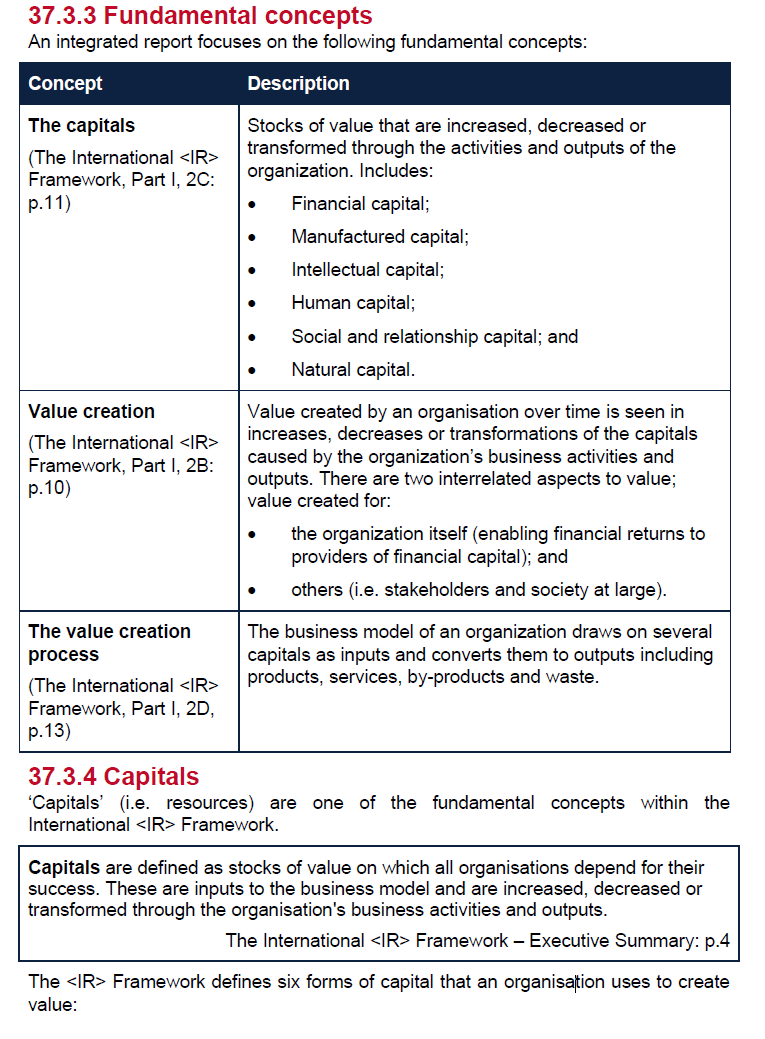 37.3.3 Fundamental concepts
An integrated report focuses on the following fundamental concepts:
Concept
Description
The capitals
(The International <IR>
Framework, Part I, 2C:
p.11)
Stocks of value that are increased, decreased or
transformed through the activities and outputs of the
organization. Includes:
• Financial capital;
• Manufactured capital;
• Intellectual capital;
• Human capital;
• Social and relationship capital; and
• Natural capital.
Value creation
(The International <IR>
Framework, Part I, 2B:
p.10)
Value created by an organisation over time is seen in
increases, decreases or transformations of the capitals
caused by the organization’s business activities and
outputs. There are two interrelated aspects to value;
value created for:
• the organization itself (enabling financial returns to
providers of financial capital); and
• others (i.e. stakeholders and society at large).
The value creation
process
(The International <IR>
Framework, Part I, 2D,
p.13)
The business model of an organization draws on several
capitals as inputs and converts them to outputs including
products, services, by-products and waste.
37.3.4 Capitals
‘Capitals’ (i.e. resources) are one of the fundamental concepts within the
International <IR> Framework.
Capitals are defined as stocks of value on which all organisations depend for their
success. These are inputs to the business model and are increased, decreased or
transformed through the organisation's business activities and outputs.
The International <IR> Framework – Executive Summary: p.4
The <IR> Framework defines six forms of capital that an organisation uses to create
value: